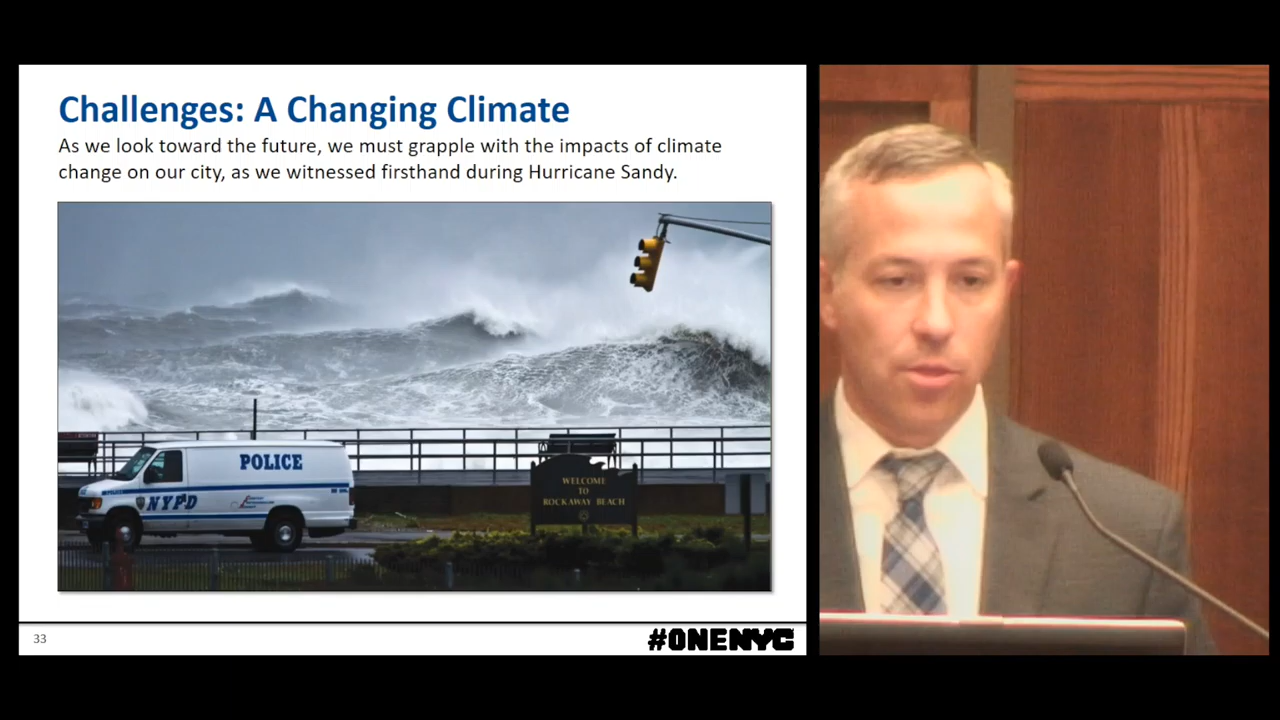 Challenges: A Changing Climate
As we look toward the future, we must grapple with the impacts of climate
change on our city, as we witnessed firsthand during Hurricane Sandy.
POLICE
NYPD
WELCOME
TO
ROCKAWAY BEACH
33
#ONENYC